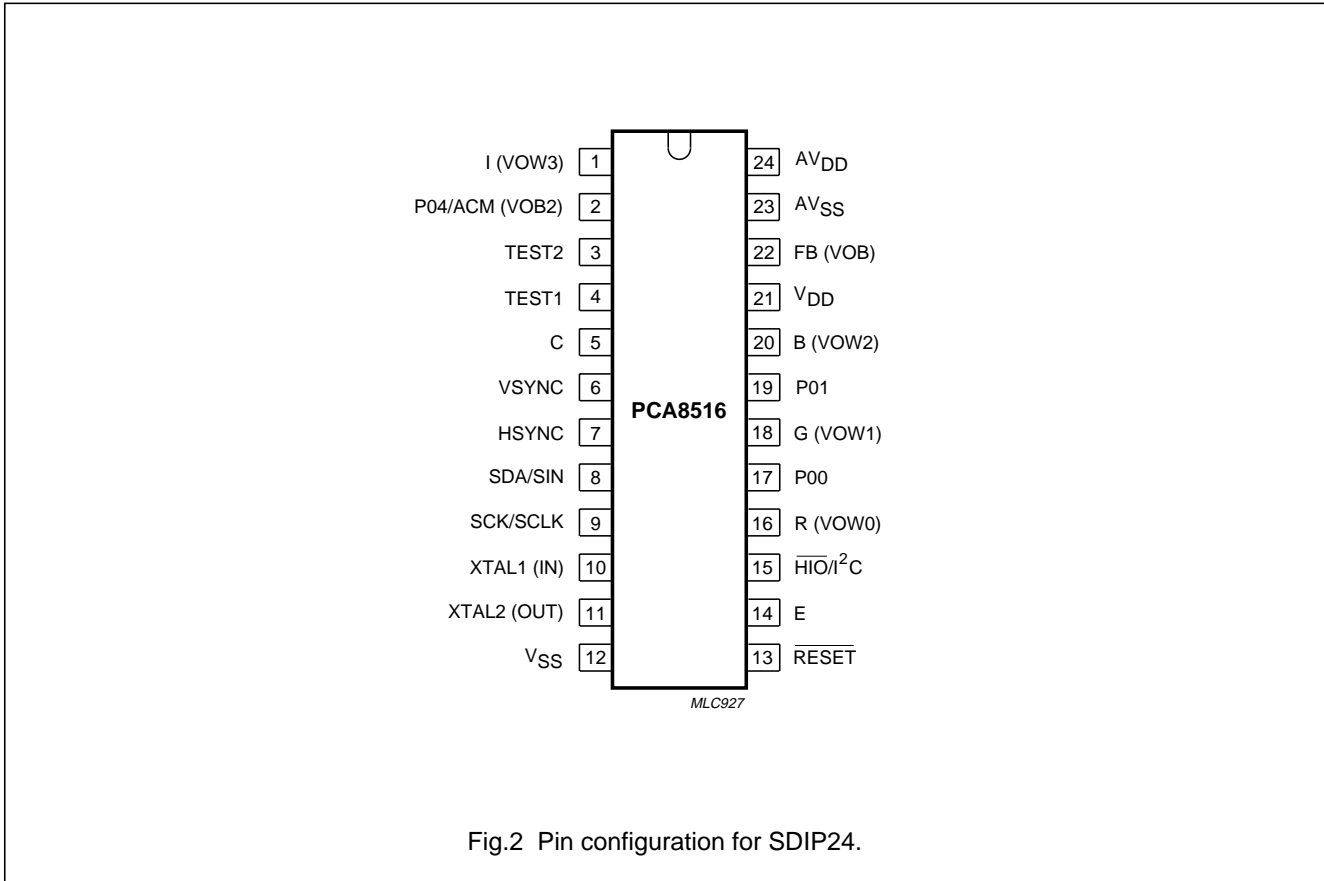 I (VOW3) 1 24 AVDD
P04/ACM (VOB2) 2 23 AVSS
TEST2 3 22 FB (VOB)
TEST1 4 21 VDD
C 5 20 B (VOW2)
VSYNC 6 19 P01
PCA8516
HSYNC 7 18 G (VOW1)
SDA/SIN 8 17 P00
SCK/SCLK 9 16 R (VOW0)
XTAL1 (IN) 10 15 H̅I̅O̅/I²C
XTAL2 (OUT) 11 14 E
VSS 12 13 R̅E̅S̅E̅T̅
MLC927
Fig.2 Pin configuration for SDIP24.